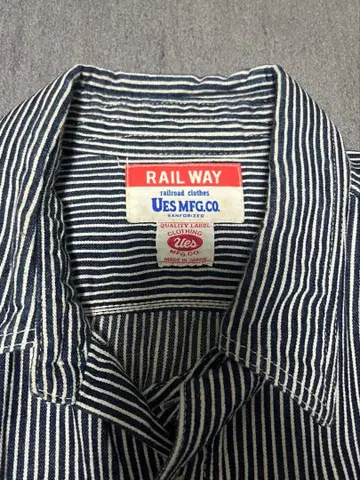 RAIL WAY
railroad clothes
UES MFG.CO.
SANFORIZED
QUALITY LABEL
CLOTHING
Ues
MFG.CO.
MADE IN JAPAN